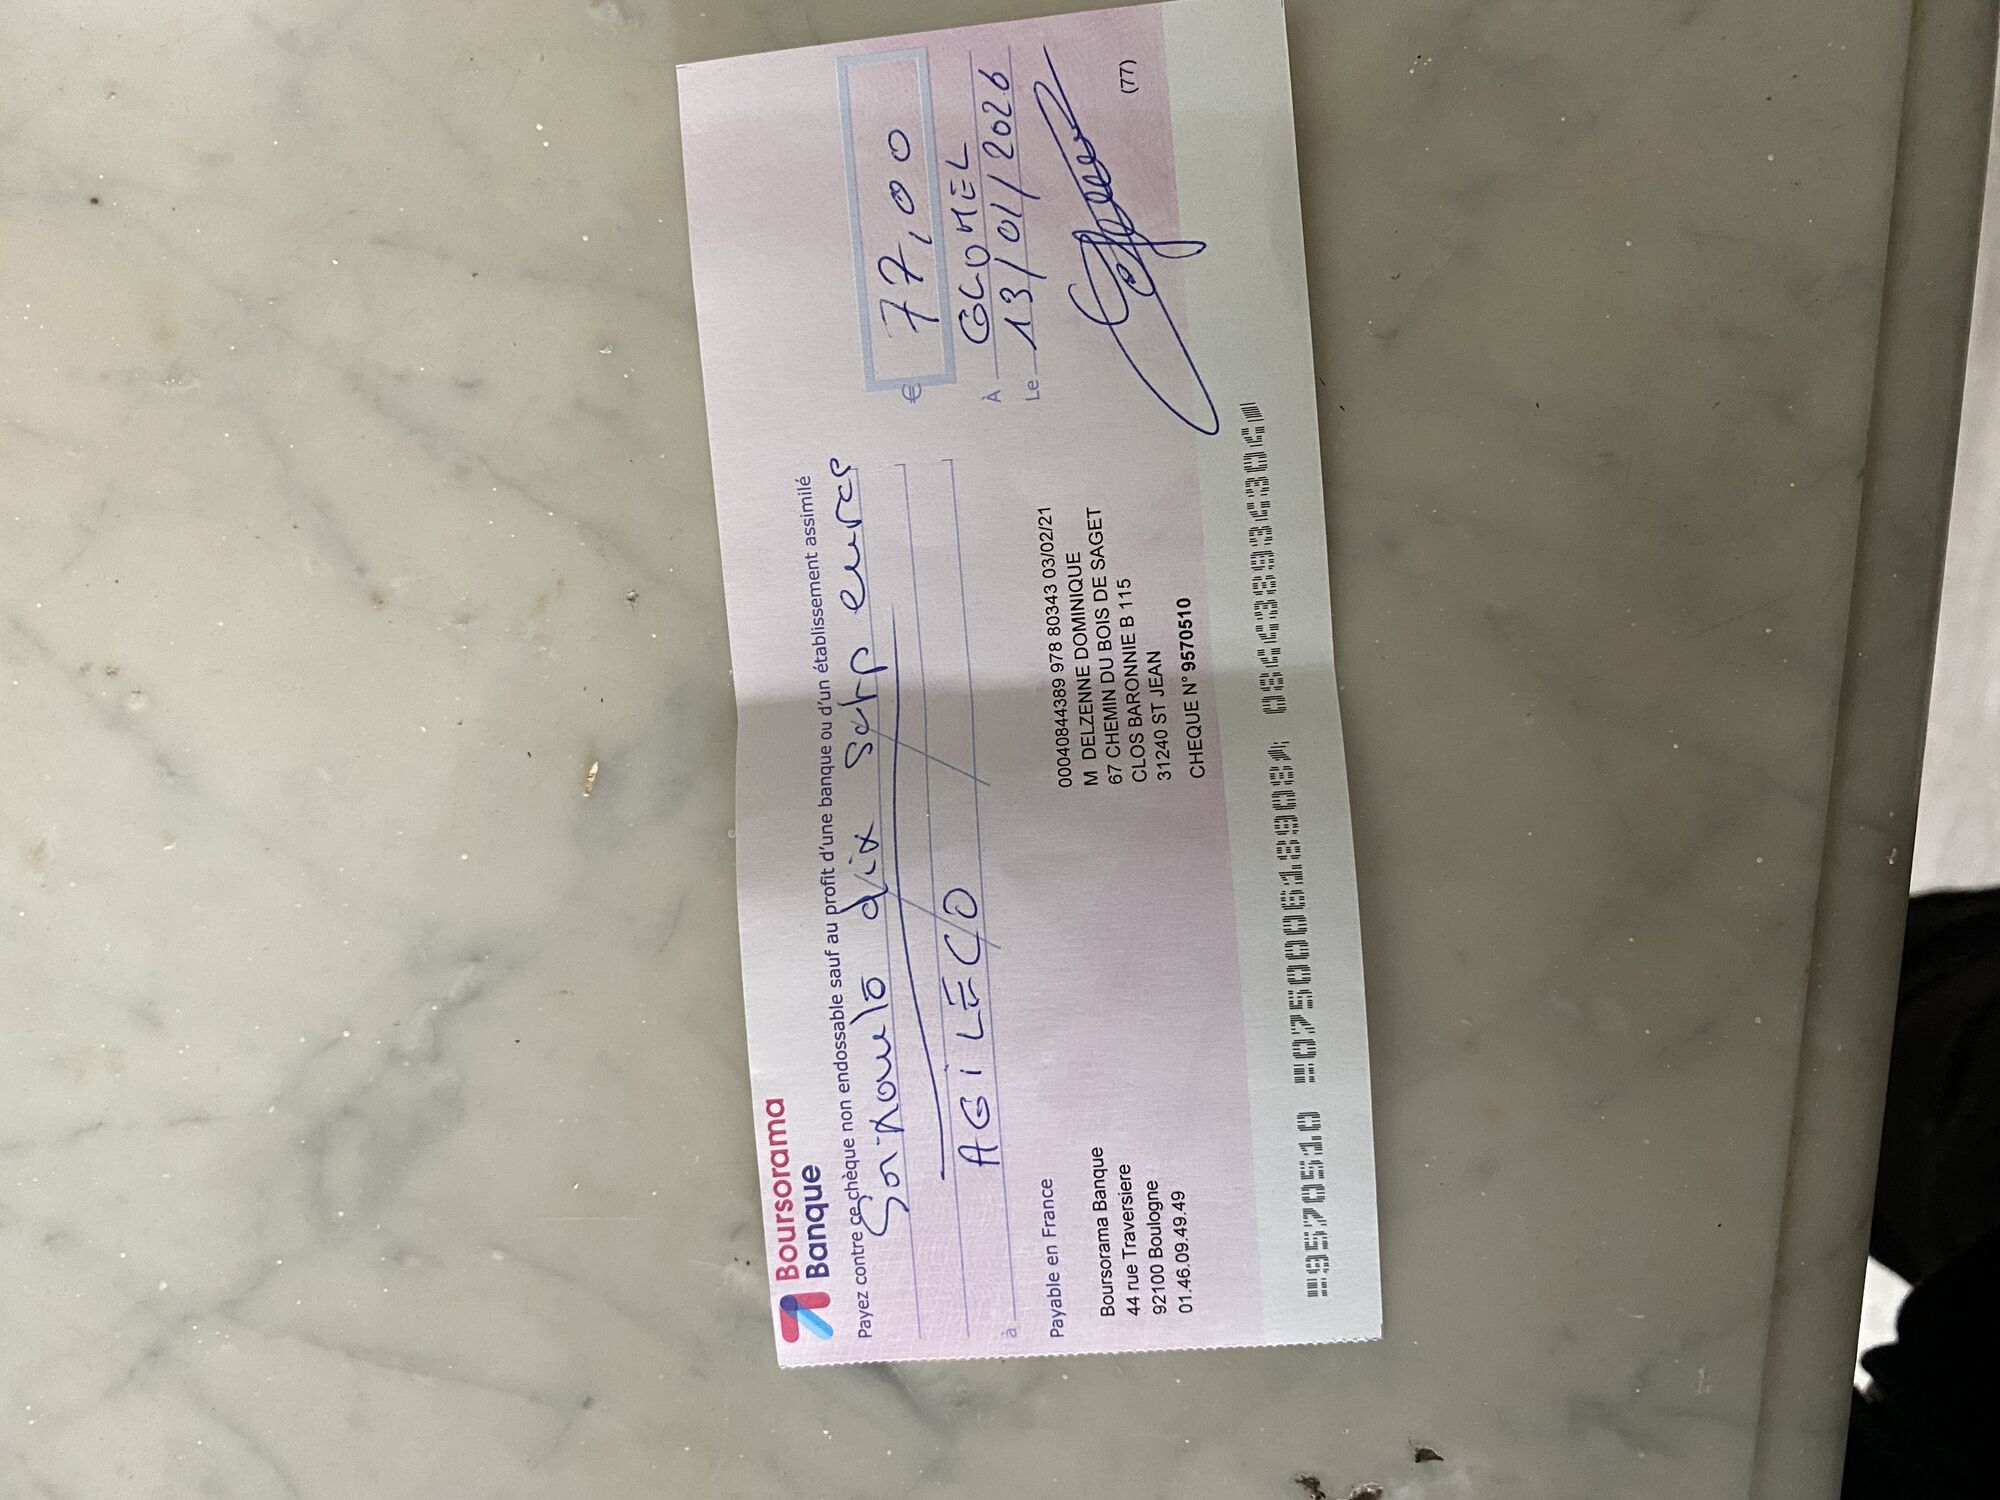 Boursorama
Banque
Payez contre ce chèque non endossable sauf au profit d'une banque ou d'un établissement assimilé
Soixante dix sept euros
€ 77,00
AGiLECO
à
À GLOMEL
Le 13/01/2026
Payable en France
Boursorama Banque
44 rue Traversiere
92100 Boulogne
01.46.09.49.49
00040844389 978 80343 03/02/21
M DELZENNE DOMINIQUE
67 CHEMIN DU BOIS DE SAGET
CLOS BARONNIE B 115
31240 ST JEAN
CHEQUE N° 9570510
(77)